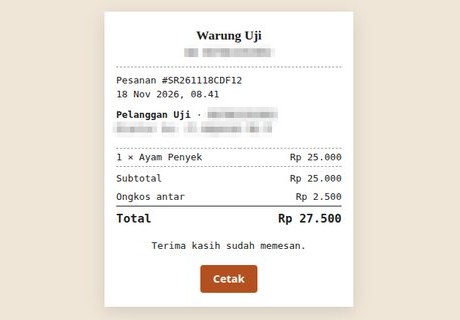 Warung Uji
Pesanan #SR261118CDF12
18 Nov 2026, 08.41
Pelanggan Uji ·
1 × Ayam Penyek Rp 25.000
Subtotal Rp 25.000
Ongkos antar Rp 2.500
Total Rp 27.500
Terima kasih sudah memesan.
Cetak